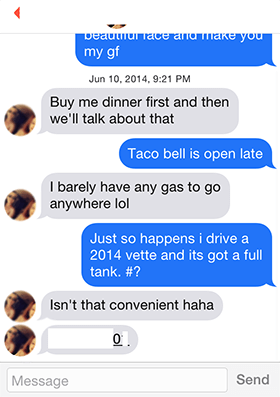 beautiful face and make you
my gf
Jun 10, 2014, 9:21 PM
Buy me dinner first and then
we'll talk about that
Taco bell is open late
I barely have any gas to go
anywhere lol
Just so happens i drive a
2014 vette and its got a full
tank. #?
Isn't that convenient haha
0
Message
Send